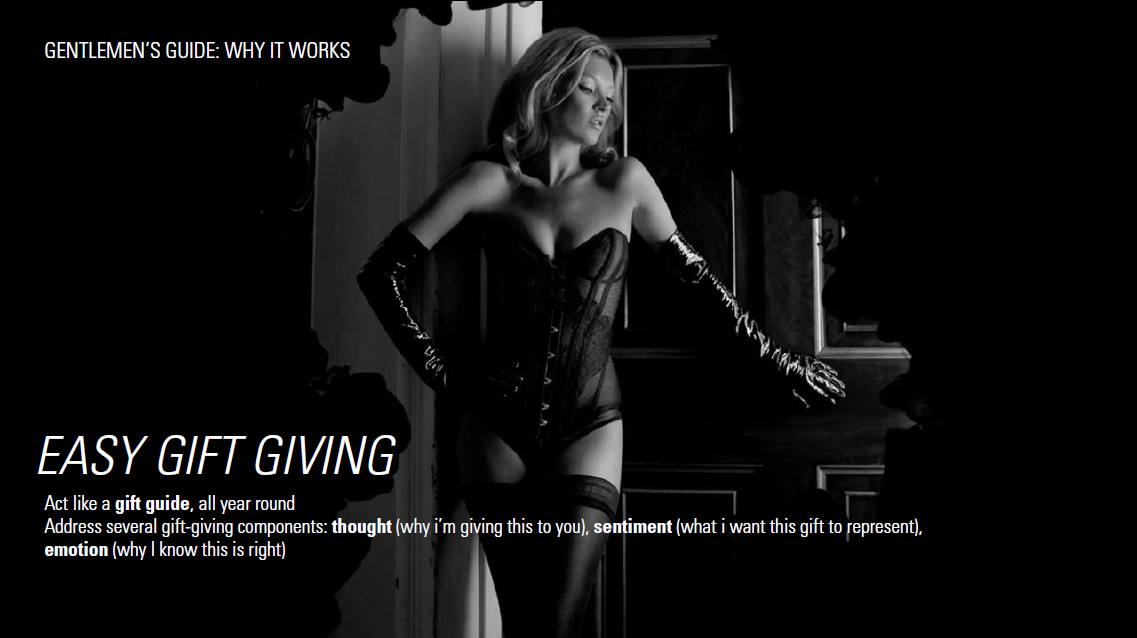 GENTLEMEN‘S GUIDE: WHY IT WORKS
EASY GIFT GIVING
Act like a gift guide, all year round
Address several gift-giving components: thought (why i’m giving this to you), sentiment (what i want this gift to represent),
emotion (why I know this is right)